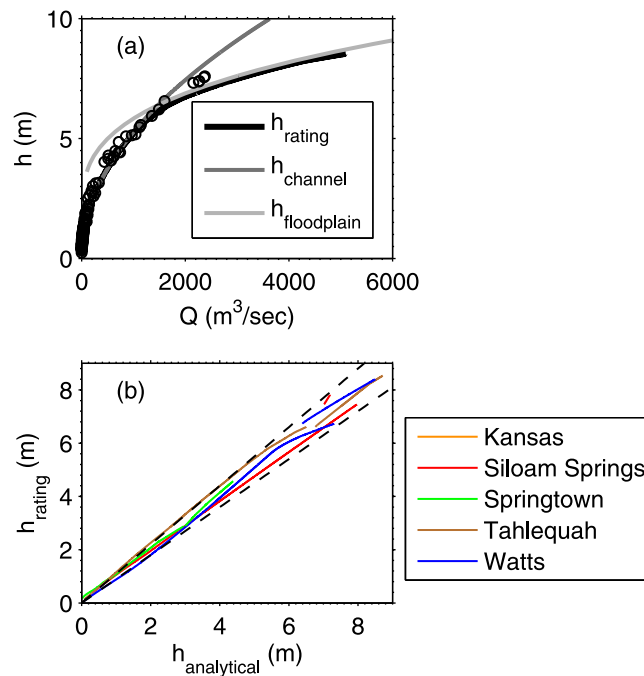 10
(a)
h (m)
5
h_rating
h_channel
h_floodplain
0
0 2000 4000 6000
Q (m^3/sec)
(b)
8
6
h_rating (m)
4
2
0
0 2 4 6 8
h_analytical (m)
Kansas
Siloam Springs
Springtown
Tahlequah
Watts